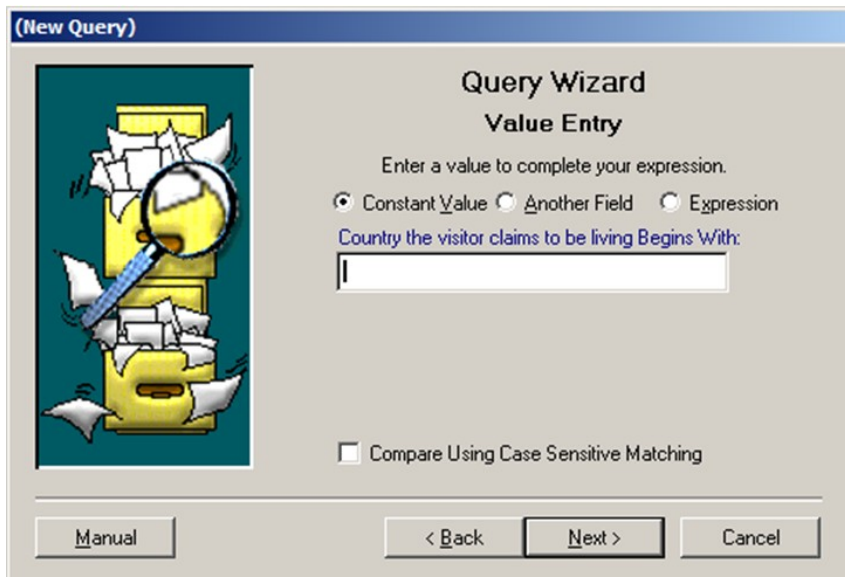 (New Query)
Query Wizard
Value Entry
Enter a value to complete your expression.
Constant Value Another Field Expression
Country the visitor claims to be living Begins With:
Compare Using Case Sensitive Matching
Manual < Back Next > Cancel